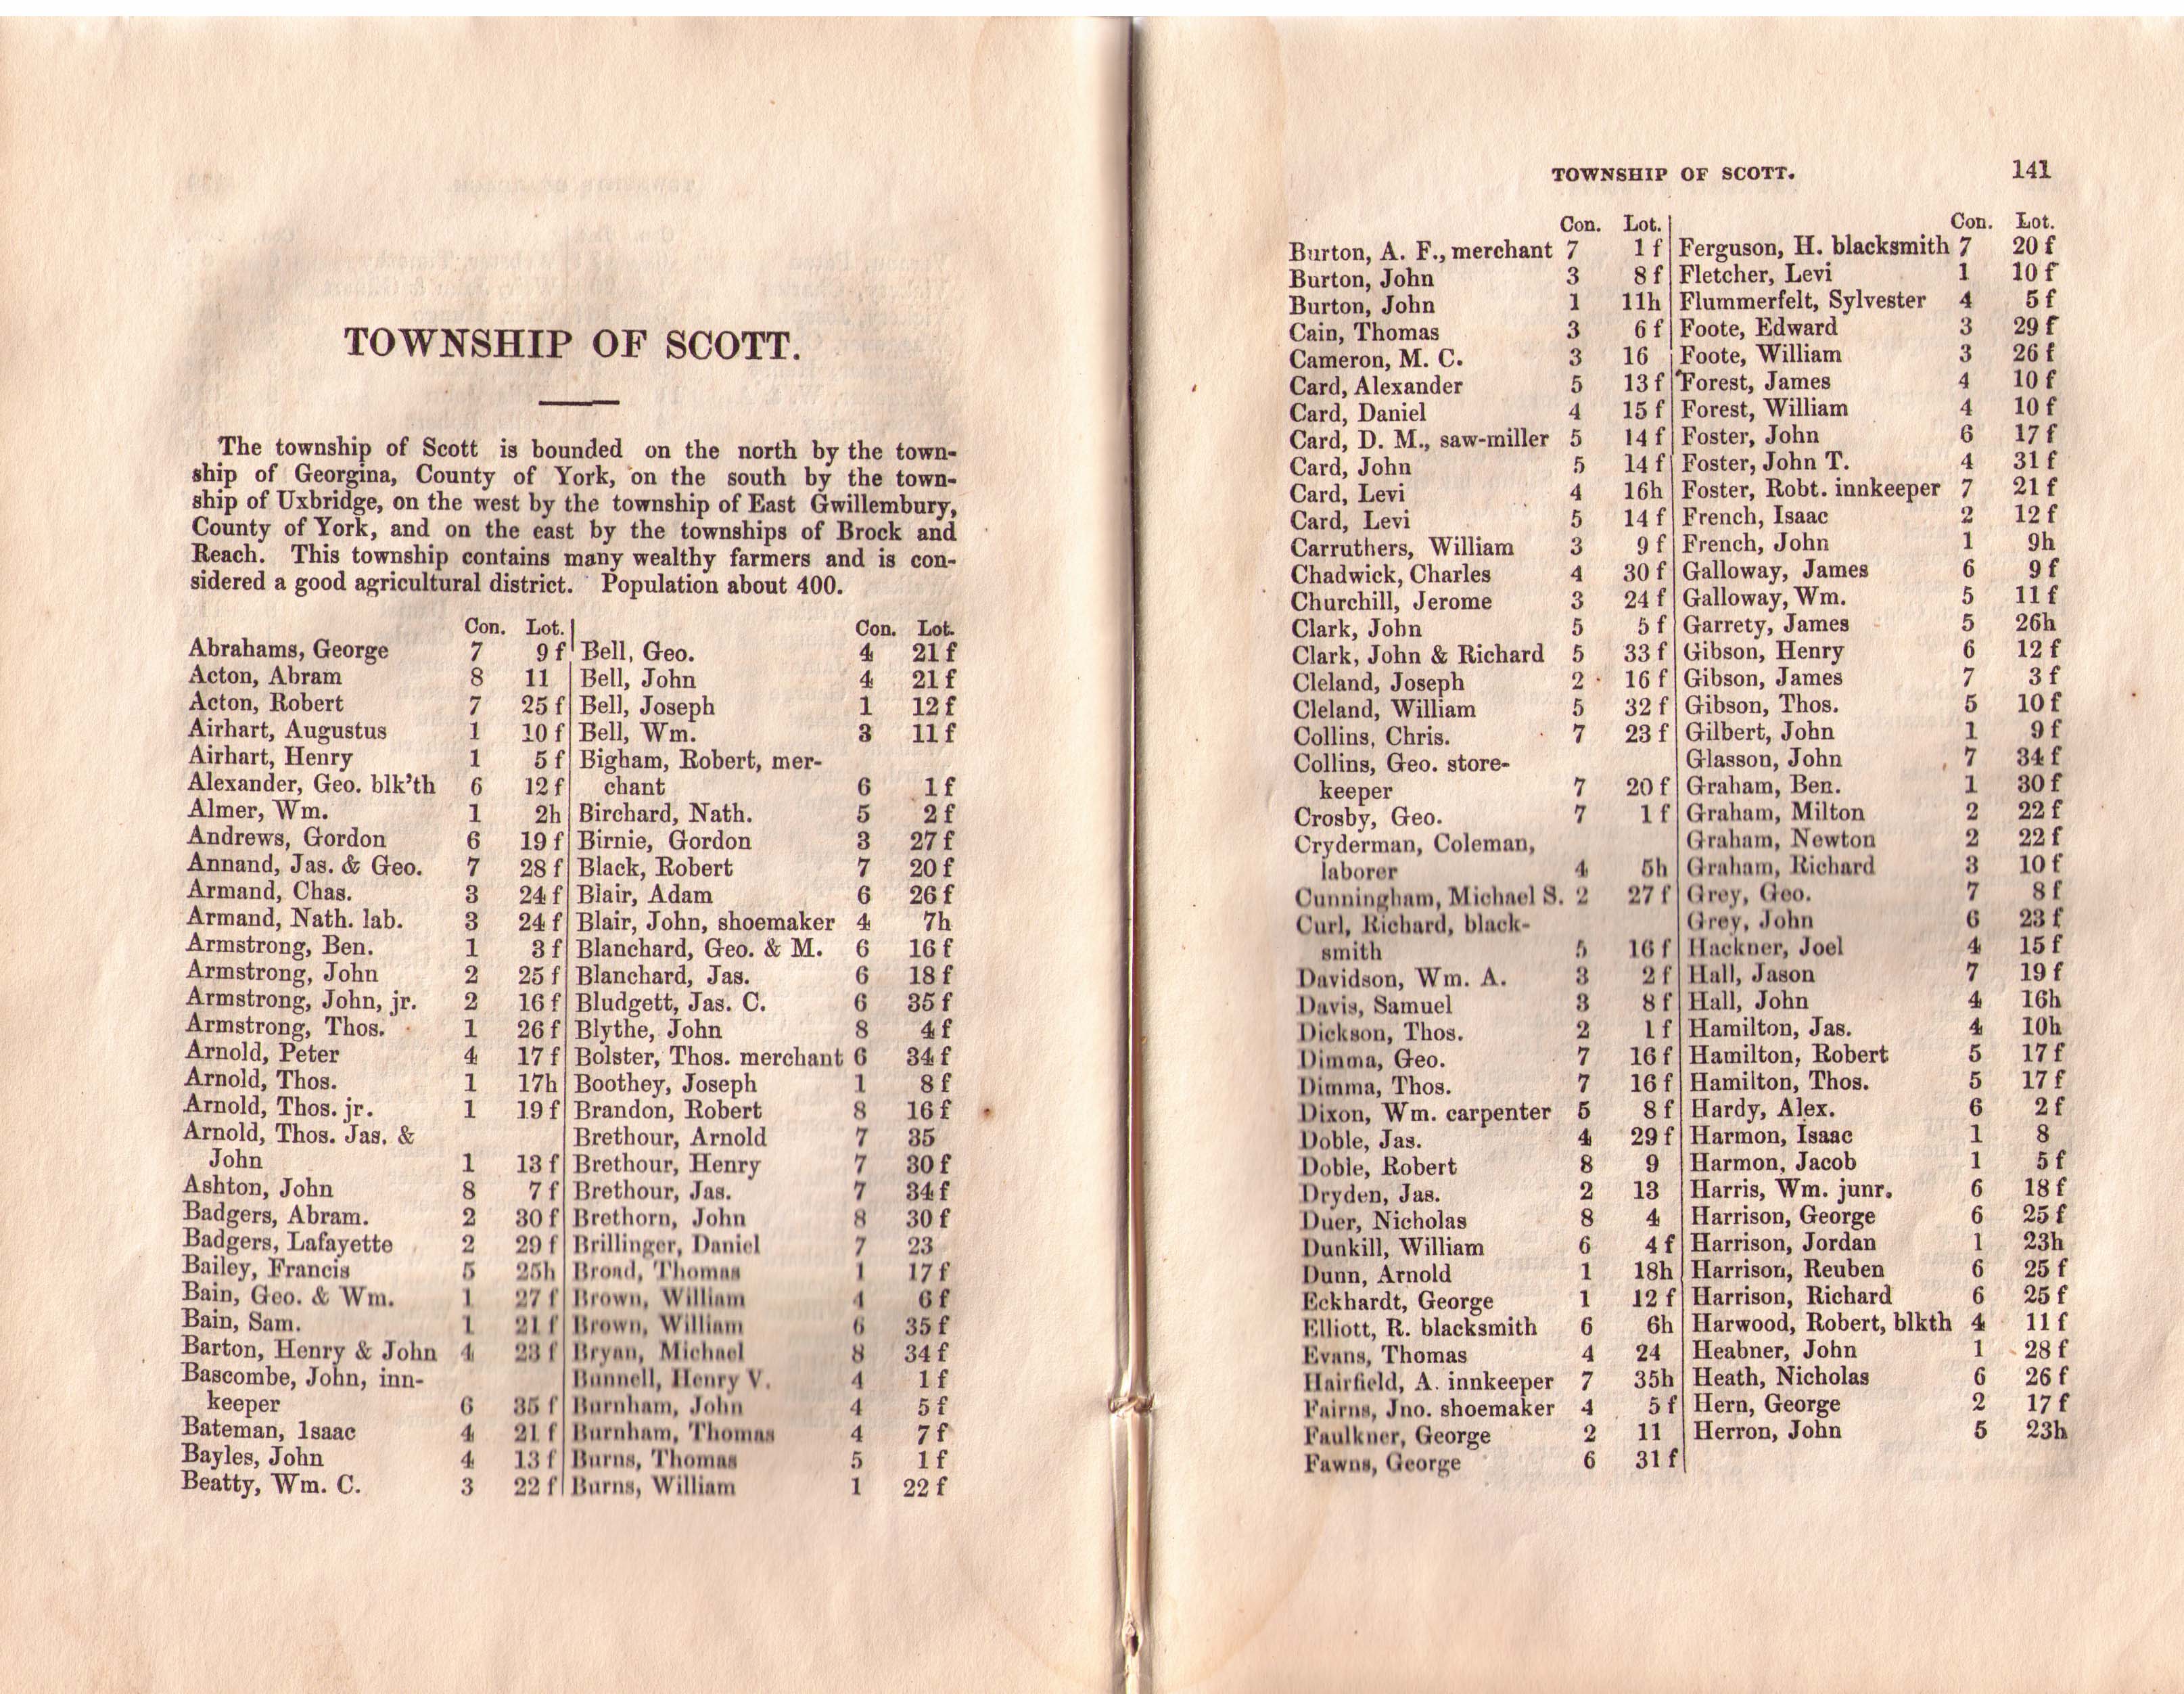 TOWNSHIP OF SCOTT.
The township of Scott is bounded on the north by the town-
ship of Georgina, County of York, on the south by the town-
ship of Uxbridge, on the west by the township of East Gwillembury,
County of York, and on the east by the townships of Brock and
Reach. This township contains many wealthy farmers and is con-
sidered a good agricultural district. Population about 400.
Con. Lot.
Abrahams, George 7 9 f
Acton, Abram 8 11
Acton, Robert 7 25 f
Airhart, Augustus 1 10 f
Airhart, Henry 1 5 f
Alexander, Geo. blk'th 6 12 f
Almer, Wm. 1 2h
Andrews, Gordon 6 19 f
Annand, Jas. & Geo. 7 28 f
Armand, Chas. 3 24 f
Armand, Nath. lab. 3 24 f
Armstrong, Ben. 1 3 f
Armstrong, John 2 25 f
Armstrong, John, jr. 2 16 f
Armstrong, Thos. 1 26 f
Arnold, Peter 4 17 f
Arnold, Thos. 1 17h
Arnold, Thos. jr. 1 19 f
Arnold, Thos. Jas. &
John 1 13 f
Ashton, John 8 7 f
Badgers, Abram. 2 30 f
Badgers, Lafayette 2 29 f
Bailey, Francis 5 25h
Bain, Geo. & Wm. 1 27 f
Bain, Sam. 1 21 f
Barton, Henry & John 4 23 f
Bascombe, John, inn-
keeper 6 35 f
Bateman, Isaac 4 21 f
Bayles, John 4 13 f
Beatty, Wm. C. 3 22 f
Con. Lot.
Bell, Geo. 4 21 f
Bell, John 4 21 f
Bell, Joseph 1 12 f
Bell, Wm. 3 11 f
Bigham, Robert, mer-
chant 6 1 f
Birchard, Nath. 5 2 f
Birnie, Gordon 3 27 f
Black, Robert 7 20 f
Blair, Adam 6 26 f
Blair, John, shoemaker 4 7h
Blanchard, Geo. & M. 6 16 f
Blanchard, Jas. 6 18 f
Bludgett, Jas. C. 6 35 f
Blythe, John 8 4 f
Bolster, Thos. merchant 6 34 f
Boothey, Joseph 1 8 f
Brandon, Robert 8 16 f
Brethour, Arnold 7 35
Brethour, Henry 7 30 f
Brethour, Jas. 7 34 f
Brethorn, John 8 30 f
Brillinger, Daniel 7 23
Broad, Thomas 1 17 f
Brown, William 4 6 f
Brown, William 6 35 f
Bryan, Michael 8 34 f
Bunnell, Henry V. 4 1 f
Burnham, John 4 5 f
Burnham, Thomas 4 7 f
Burns, Thomas 5 1 f
Burns, William 1 22 f
TOWNSHIP OF SCOTT. 141
Con. Lot.
Burton, A. F., merchant 7 1 f
Burton, John 3 8 f
Burton, John 1 11h
Cain, Thomas 3 6 f
Cameron, M. C. 3 16
Card, Alexander 5 13 f
Card, Daniel 4 15 f
Card, D. M., saw-miller 5 14 f
Card, John 5 14 f
Card, Levi 4 16h
Card, Levi 5 14 f
Carruthers, William 3 9 f
Chadwick, Charles 4 30 f
Churchill, Jerome 3 24 f
Clark, John 5 5 f
Clark, John & Richard 5 33 f
Cleland, Joseph 2 16 f
Cleland, William 5 32 f
Collins, Chris. 7 23 f
Collins, Geo. store-
keeper 7 20 f
Crosby, Geo. 7 1 f
Cryderman, Coleman,
laborer 4 5h
Cunningham, Michael S. 2 27 f
Curl, Richard, black-
smith 5 16 f
Davidson, Wm. A. 3 2 f
Davis, Samuel 3 8 f
Dickson, Thos. 2 1 f
Dimma, Geo. 7 16 f
Dimma, Thos. 7 16 f
Dixon, Wm. carpenter 5 8 f
Doble, Jas. 4 29 f
Doble, Robert 8 9
Dryden, Jas. 2 13
Duer, Nicholas 8 4
Dunkill, William 6 4 f
Dunn, Arnold 1 18h
Eckhardt, George 1 12 f
Elliott, R. blacksmith 6 6h
Evans, Thomas 4 24
Hairfield, A. innkeeper 7 35h
Fairns, Jno. shoemaker 4 5 f
Faulkner, George 2 11
Fawns, George 6 31 f
Con. Lot.
Ferguson, H. blacksmith 7 20 f
Fletcher, Levi 1 10 f
Flummerfelt, Sylvester 4 5 f
Foote, Edward 3 29 f
Foote, William 3 26 f
Forest, James 4 10 f
Forest, William 4 10 f
Foster, John 6 17 f
Foster, John T. 4 31 f
Foster, Robt. innkeeper 7 21 f
French, Isaac 2 12 f
French, John 1 9h
Galloway, James 6 9 f
Galloway, Wm. 5 11 f
Garrety, James 5 26h
Gibson, Henry 6 12 f
Gibson, James 7 3 f
Gibson, Thos. 5 10 f
Gilbert, John 1 9 f
Glasson, John 7 34 f
Graham, Ben. 1 30 f
Graham, Milton 2 22 f
Graham, Newton 2 22 f
Graham, Richard 3 10 f
Grey, Geo. 7 8 f
Grey, John 6 23 f
Hackner, Joel 4 15 f
Hall, Jason 7 19 f
Hall, John 4 16h
Hamilton, Jas. 4 10h
Hamilton, Robert 5 17 f
Hamilton, Thos. 5 17 f
Hardy, Alex. 6 2 f
Harmon, Isaac 1 8
Harmon, Jacob 1 5 f
Harris, Wm. junr. 6 18 f
Harrison, George 6 25 f
Harrison, Jordan 1 23h
Harrison, Reuben 6 25 f
Harrison, Richard 6 25 f
Harwood, Robert, blkth 4 11 f
Heabner, John 1 28 f
Heath, Nicholas 6 26 f
Hern, George 2 17 f
Herron, John 5 23h